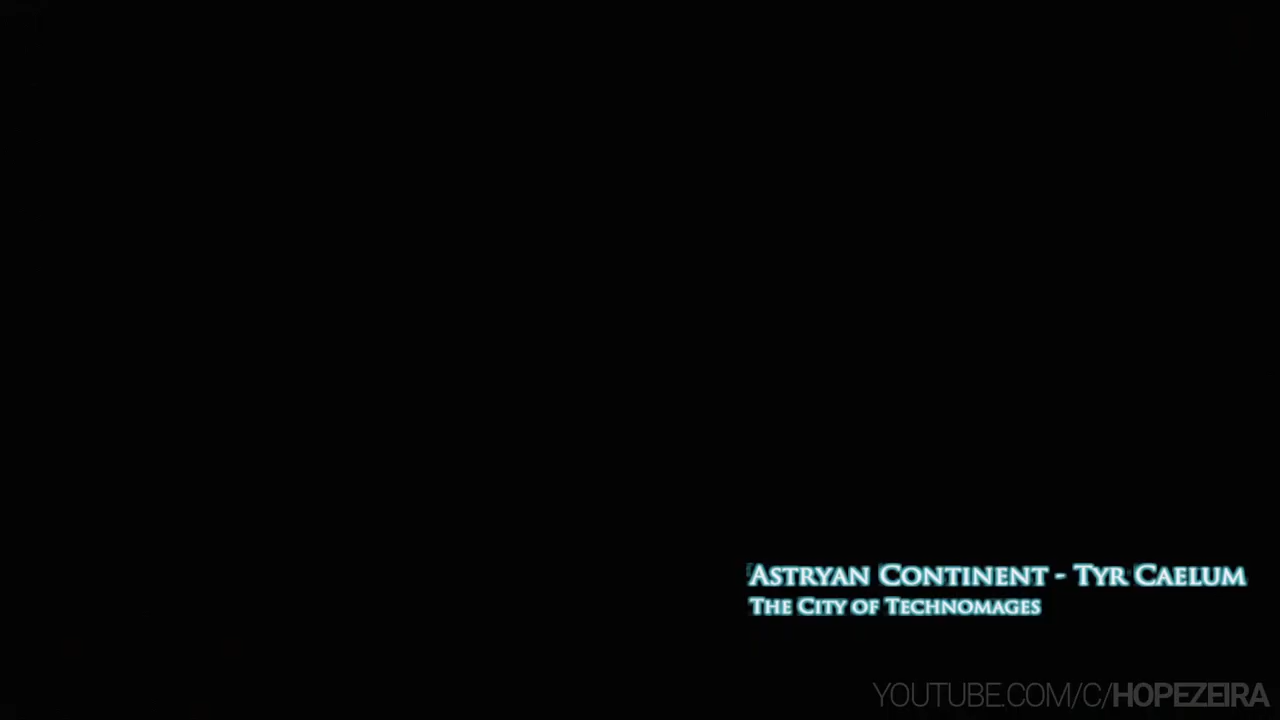 Astryan Continent - Tyr Caelum
The City of Technomages
YOUTUBE.COM/C/HOPEZEIRA